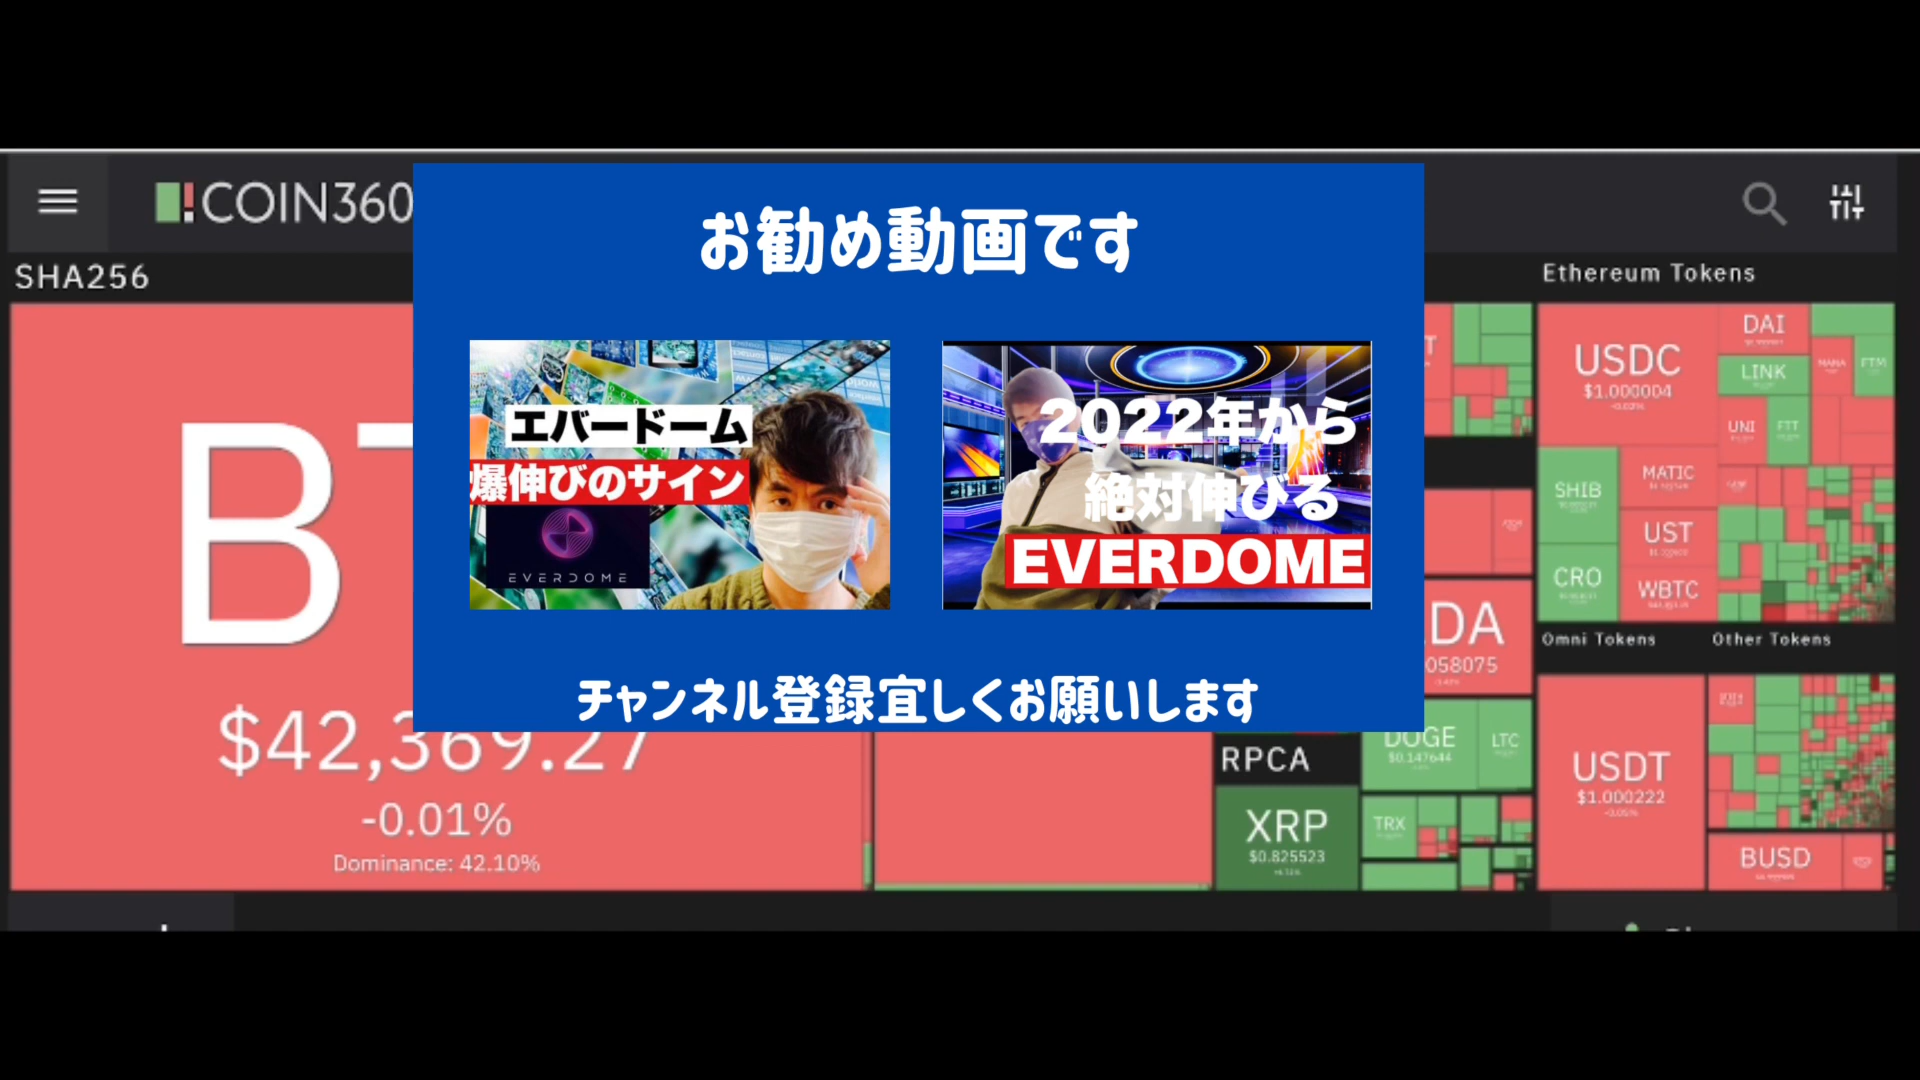 COIN360
お勧め動画です
SHA256
Ethereum Tokens
エバードーム
爆伸びのサイン
EVERDOME
2022年から
絶対伸びる
EVERDOME
チャンネル登録宜しくお願いします
$42,369.27
-0.01%
Dominance: 42.10%
USDC
$1.000004
DAI
LINK
MANA
FTM
UNI
FTT
SHIB
MATIC
UST
CRO
WBTC
DA
058075
Omni Tokens
Other Tokens
RPCA
DOGE
$0.147644
LTC
XRP
$0.825523
TRX
USDT
$1.000222
BUSD